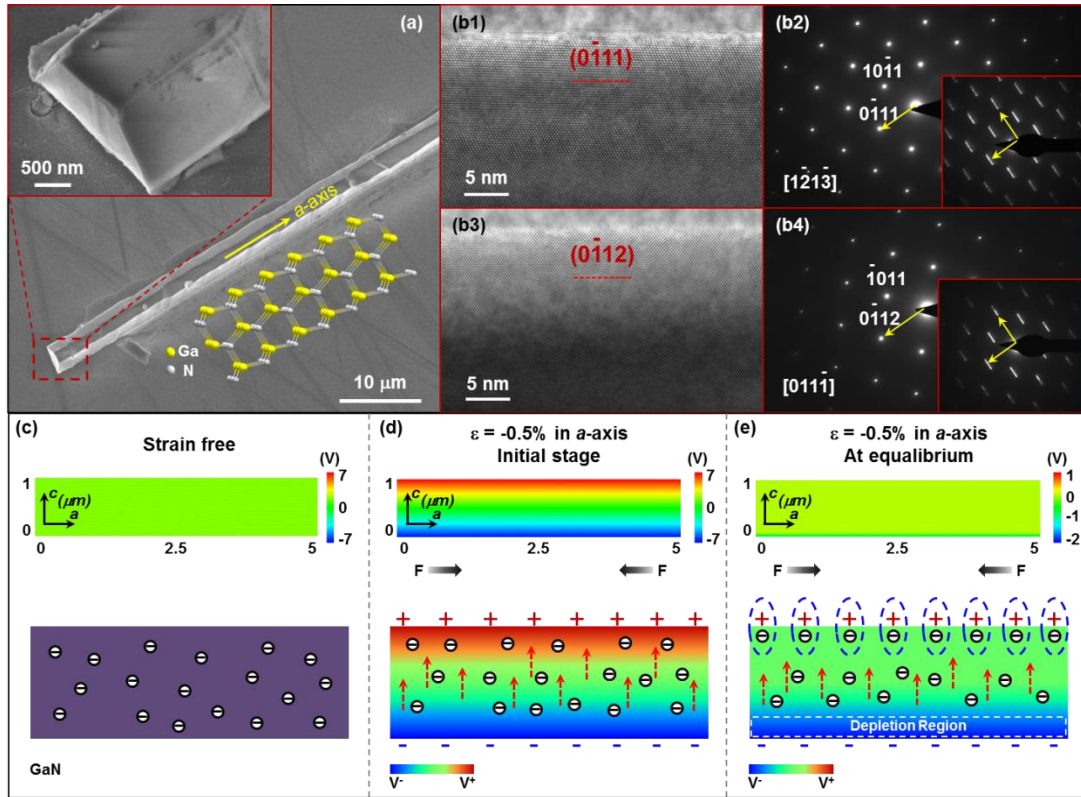 (a)
500 nm
a-axis
Ga
N
10 μm
(b1)
(01̄11)
5 nm
(b2)
101̄1
01̄11
[1̄21̄3̄]
(b3)
(01̄12)
5 nm
(b4)
1̄011
01̄12
[0111̄]
(c)
Strain free
(V)
7
0
-7
1
0
c (μm)
a
0 2.5 5
GaN
(d)
ε = -0.5% in a-axis
Initial stage
(V)
7
0
-7
1
0
c (μm)
a
0 2.5 5
F F
+ + + + + + + +
- - - - - - - -
V⁻ V⁺
(e)
ε = -0.5% in a-axis
At equalibrium
(V)
1
0
-1
-2
1
0
c (μm)
a
0 2.5 5
F F
+ + + + + + + +
Depletion Region
- - - - - - - -
V⁻ V⁺